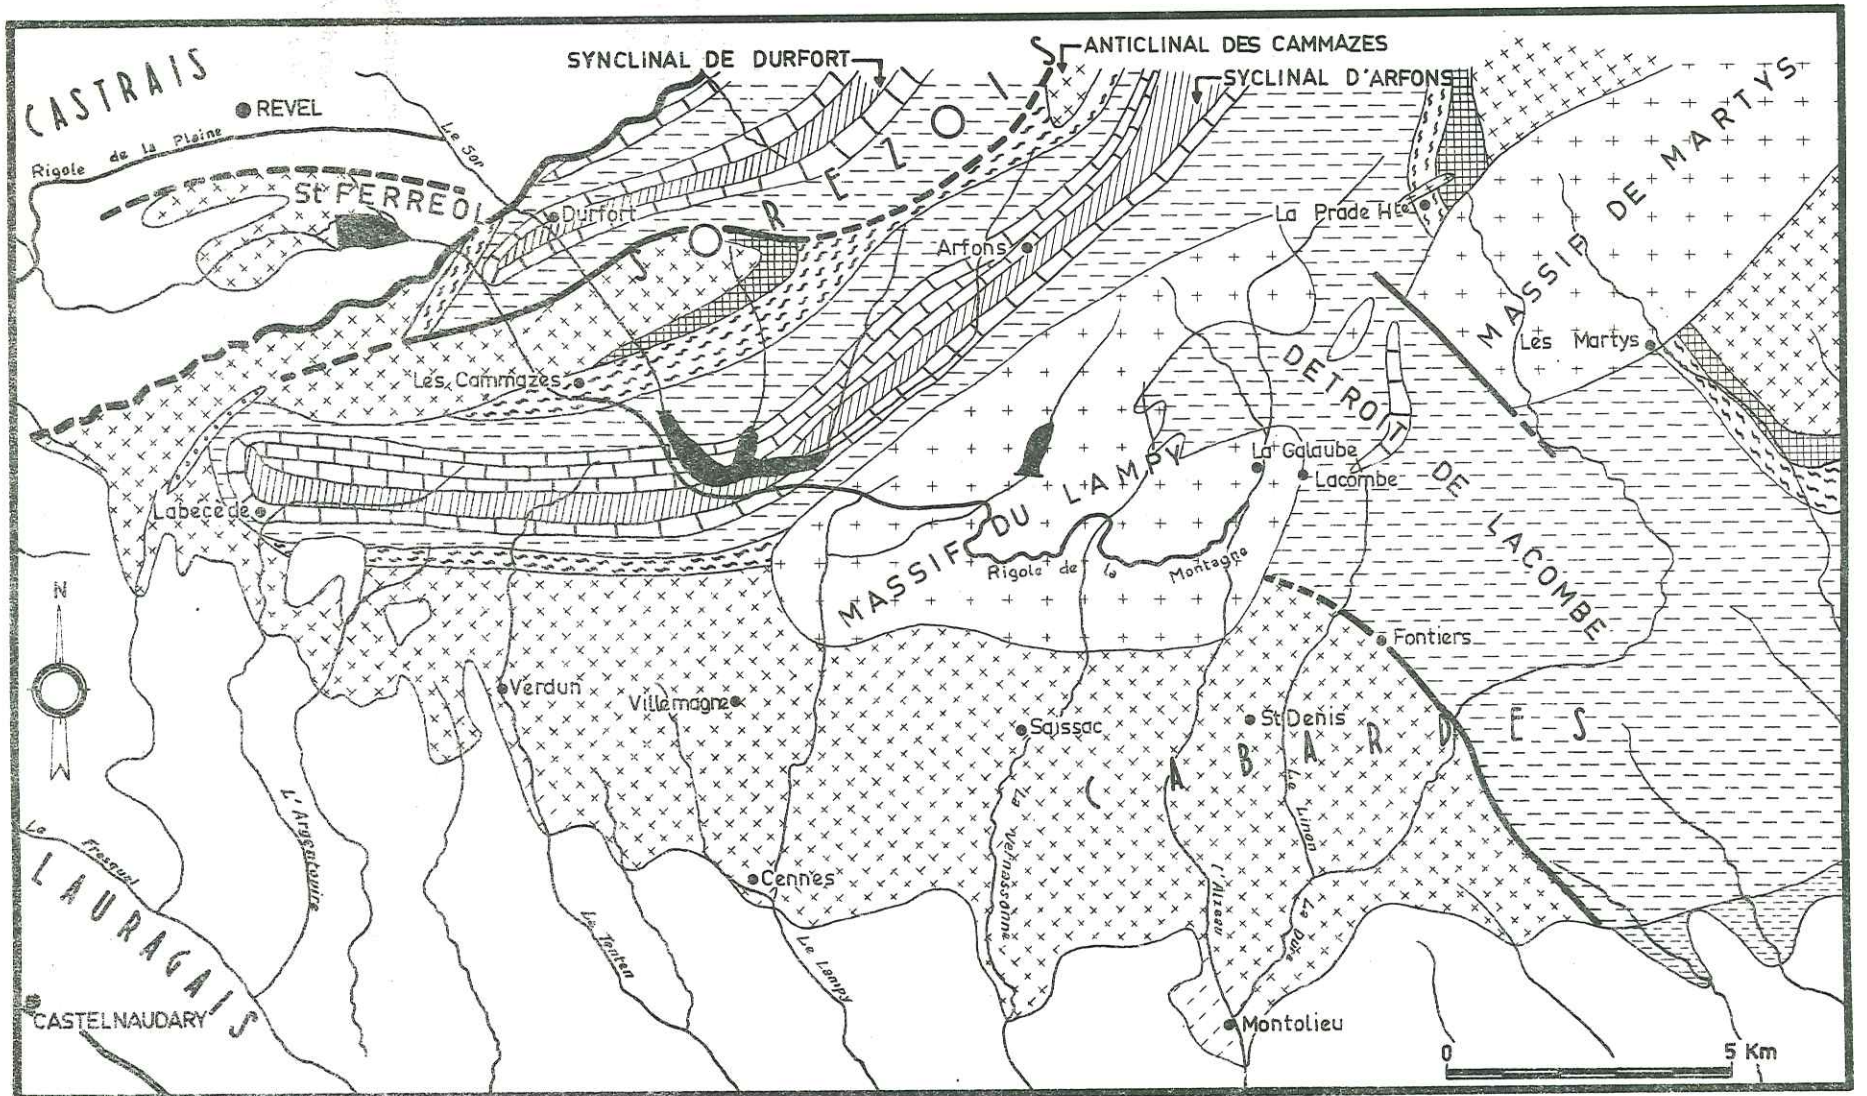 SYNCLINAL DE DURFORT
ANTICLINAL DES CAMMAZES
SYCLINAL D'ARFONS
CASTRAIS
REVEL
Rigole de la Plaine
Le Sor
St FERREOL
Durfort
SOREZOIS
Arfons
La Prade Hte
MASSIF DE MARTYS
Les Martys
Les Cammazes
DETROIT DE LACOMBE
La Galaube
Lacombe
Labecède
MASSIF DU LAMPY
Rigole de la Montagne
N
Fontiers
Verdun
Villemagne
Saissac
St Denis
CABARDES
L'Argentouire
Le Fresquel
LAURAGAIS
Le Tenten
Cennes
Le Lampy
La Vernassonne
L'Alzeau
Le Linon
La Dure
CASTELNAUDARY
Montolieu
0 5 Km